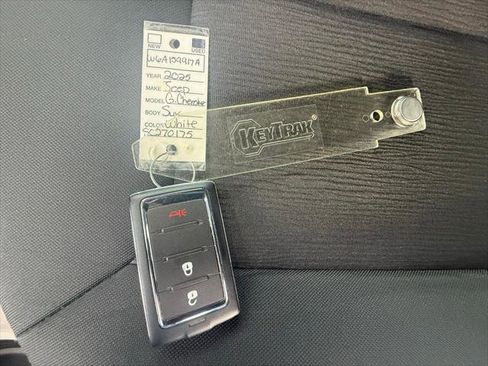 NEW USED
W6A159917A
YEAR 2025
MAKE Jeep
MODEL G.Cherokee
BODY Suv
COLOR White
SC270175
KEYTRAK